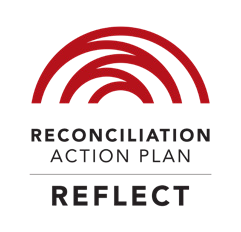 RECONCILIATION
ACTION PLAN
REFLECT